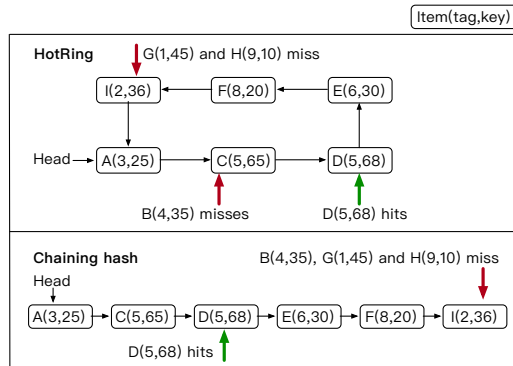 Item(tag,key)
HotRing
G(1,45) and H(9,10) miss
I(2,36)
F(8,20)
E(6,30)
Head
A(3,25)
C(5,65)
D(5,68)
B(4,35) misses
D(5,68) hits
Chaining hash
B(4,35), G(1,45) and H(9,10) miss
Head
A(3,25)
C(5,65)
D(5,68)
E(6,30)
F(8,20)
I(2,36)
D(5,68) hits